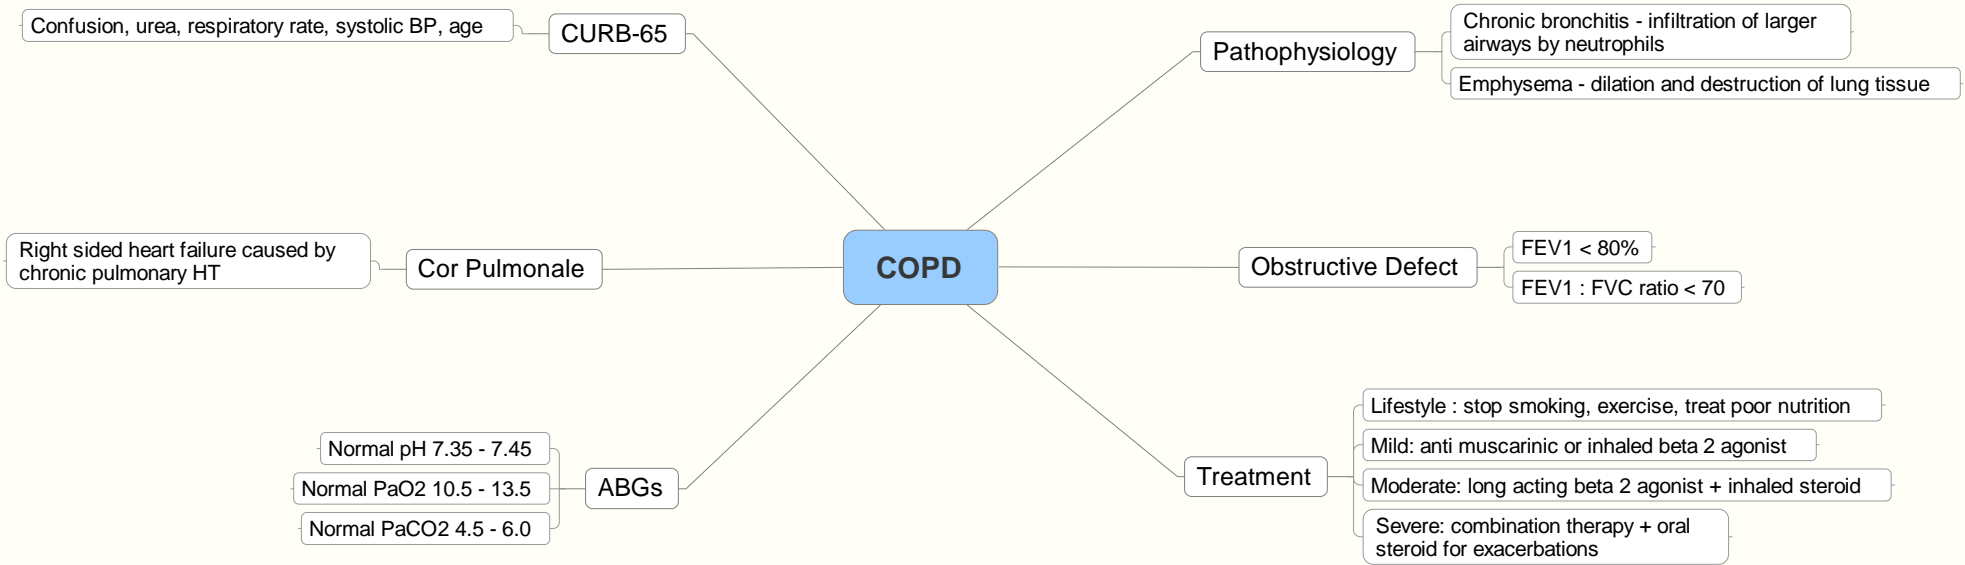 COPD
CURB-65
Confusion, urea, respiratory rate, systolic BP, age
Cor Pulmonale
Right sided heart failure caused by
chronic pulmonary HT
ABGs
Normal pH 7.35 - 7.45
Normal PaO2 10.5 - 13.5
Normal PaCO2 4.5 - 6.0
Pathophysiology
Chronic bronchitis - infiltration of larger
airways by neutrophils
Emphysema - dilation and destruction of lung tissue
Obstructive Defect
FEV1 < 80%
FEV1 : FVC ratio < 70
Treatment
Lifestyle : stop smoking, exercise, treat poor nutrition
Mild: anti muscarinic or inhaled beta 2 agonist
Moderate: long acting beta 2 agonist + inhaled steroid
Severe: combination therapy + oral
steroid for exacerbations